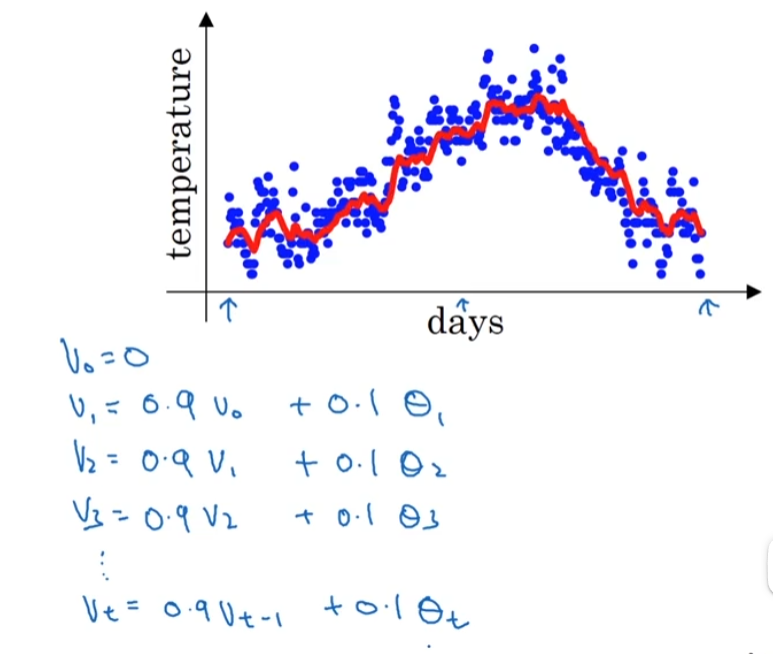 temperature
days
V₀ = 0
V₁ = 0.9 V₀ + 0.1 θ₁
V₂ = 0.9 V₁ + 0.1 θ₂
V₃ = 0.9 V₂ + 0.1 θ₃
⋮
Vₜ = 0.9 Vₜ₋₁ + 0.1 θₜ